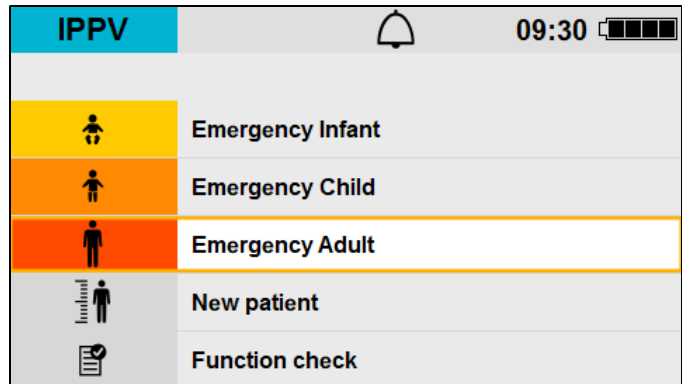 IPPV 09:30
Emergency Infant
Emergency Child
Emergency Adult
New patient
Function check